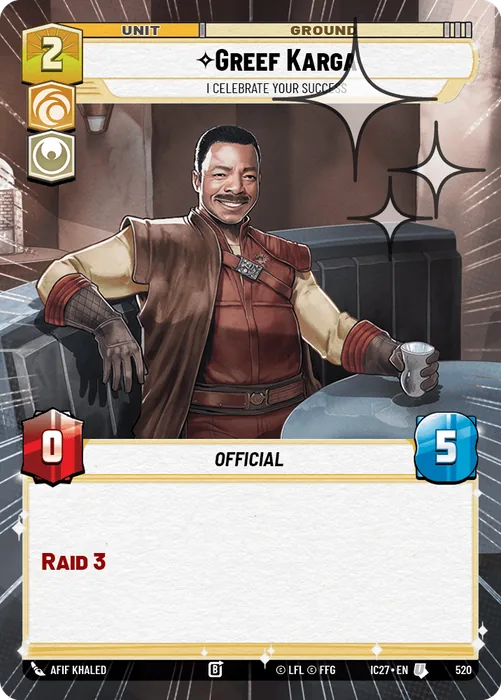 UNIT
GROUND
2
GREEF KARGA
I CELEBRATE YOUR SUCCESS
0
OFFICIAL
5
RAID 3
AFIF KHALED
B
© LFL © FFG
IC27 • EN
520